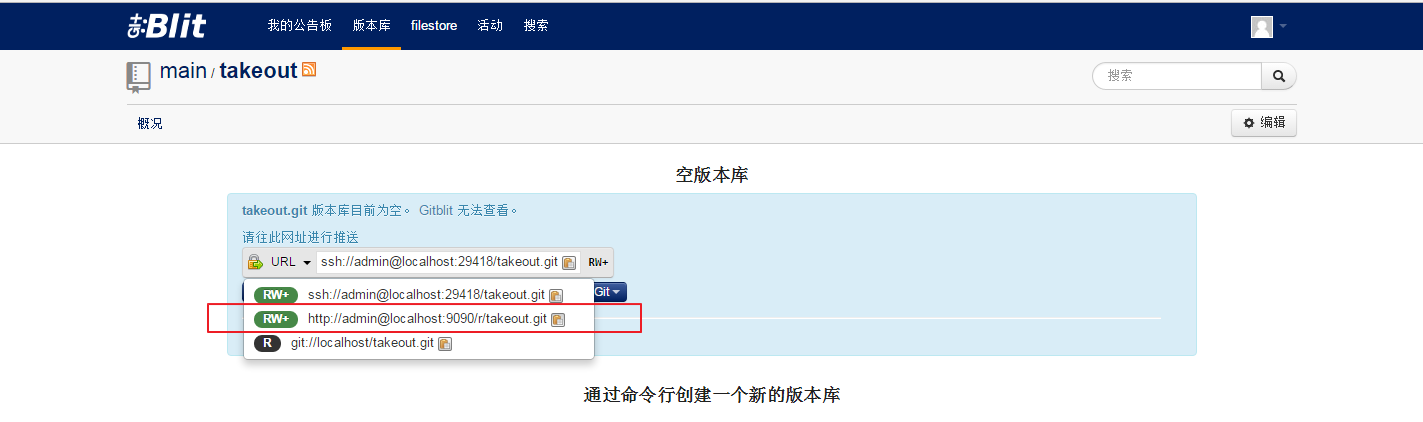 Blit 我的公告板 版本库 filestore 活动 搜索
main / takeout
搜索
概况
编辑
空版本库
takeout.git 版本库目前为空。 Gitblit 无法查看。
请往此网址进行推送
URL ssh://admin@localhost:29418/takeout.git RW+
RW+ ssh://admin@localhost:29418/takeout.git
Git
RW+ http://admin@localhost:9090/r/takeout.git
R git://localhost/takeout.git
通过命令行创建一个新的版本库